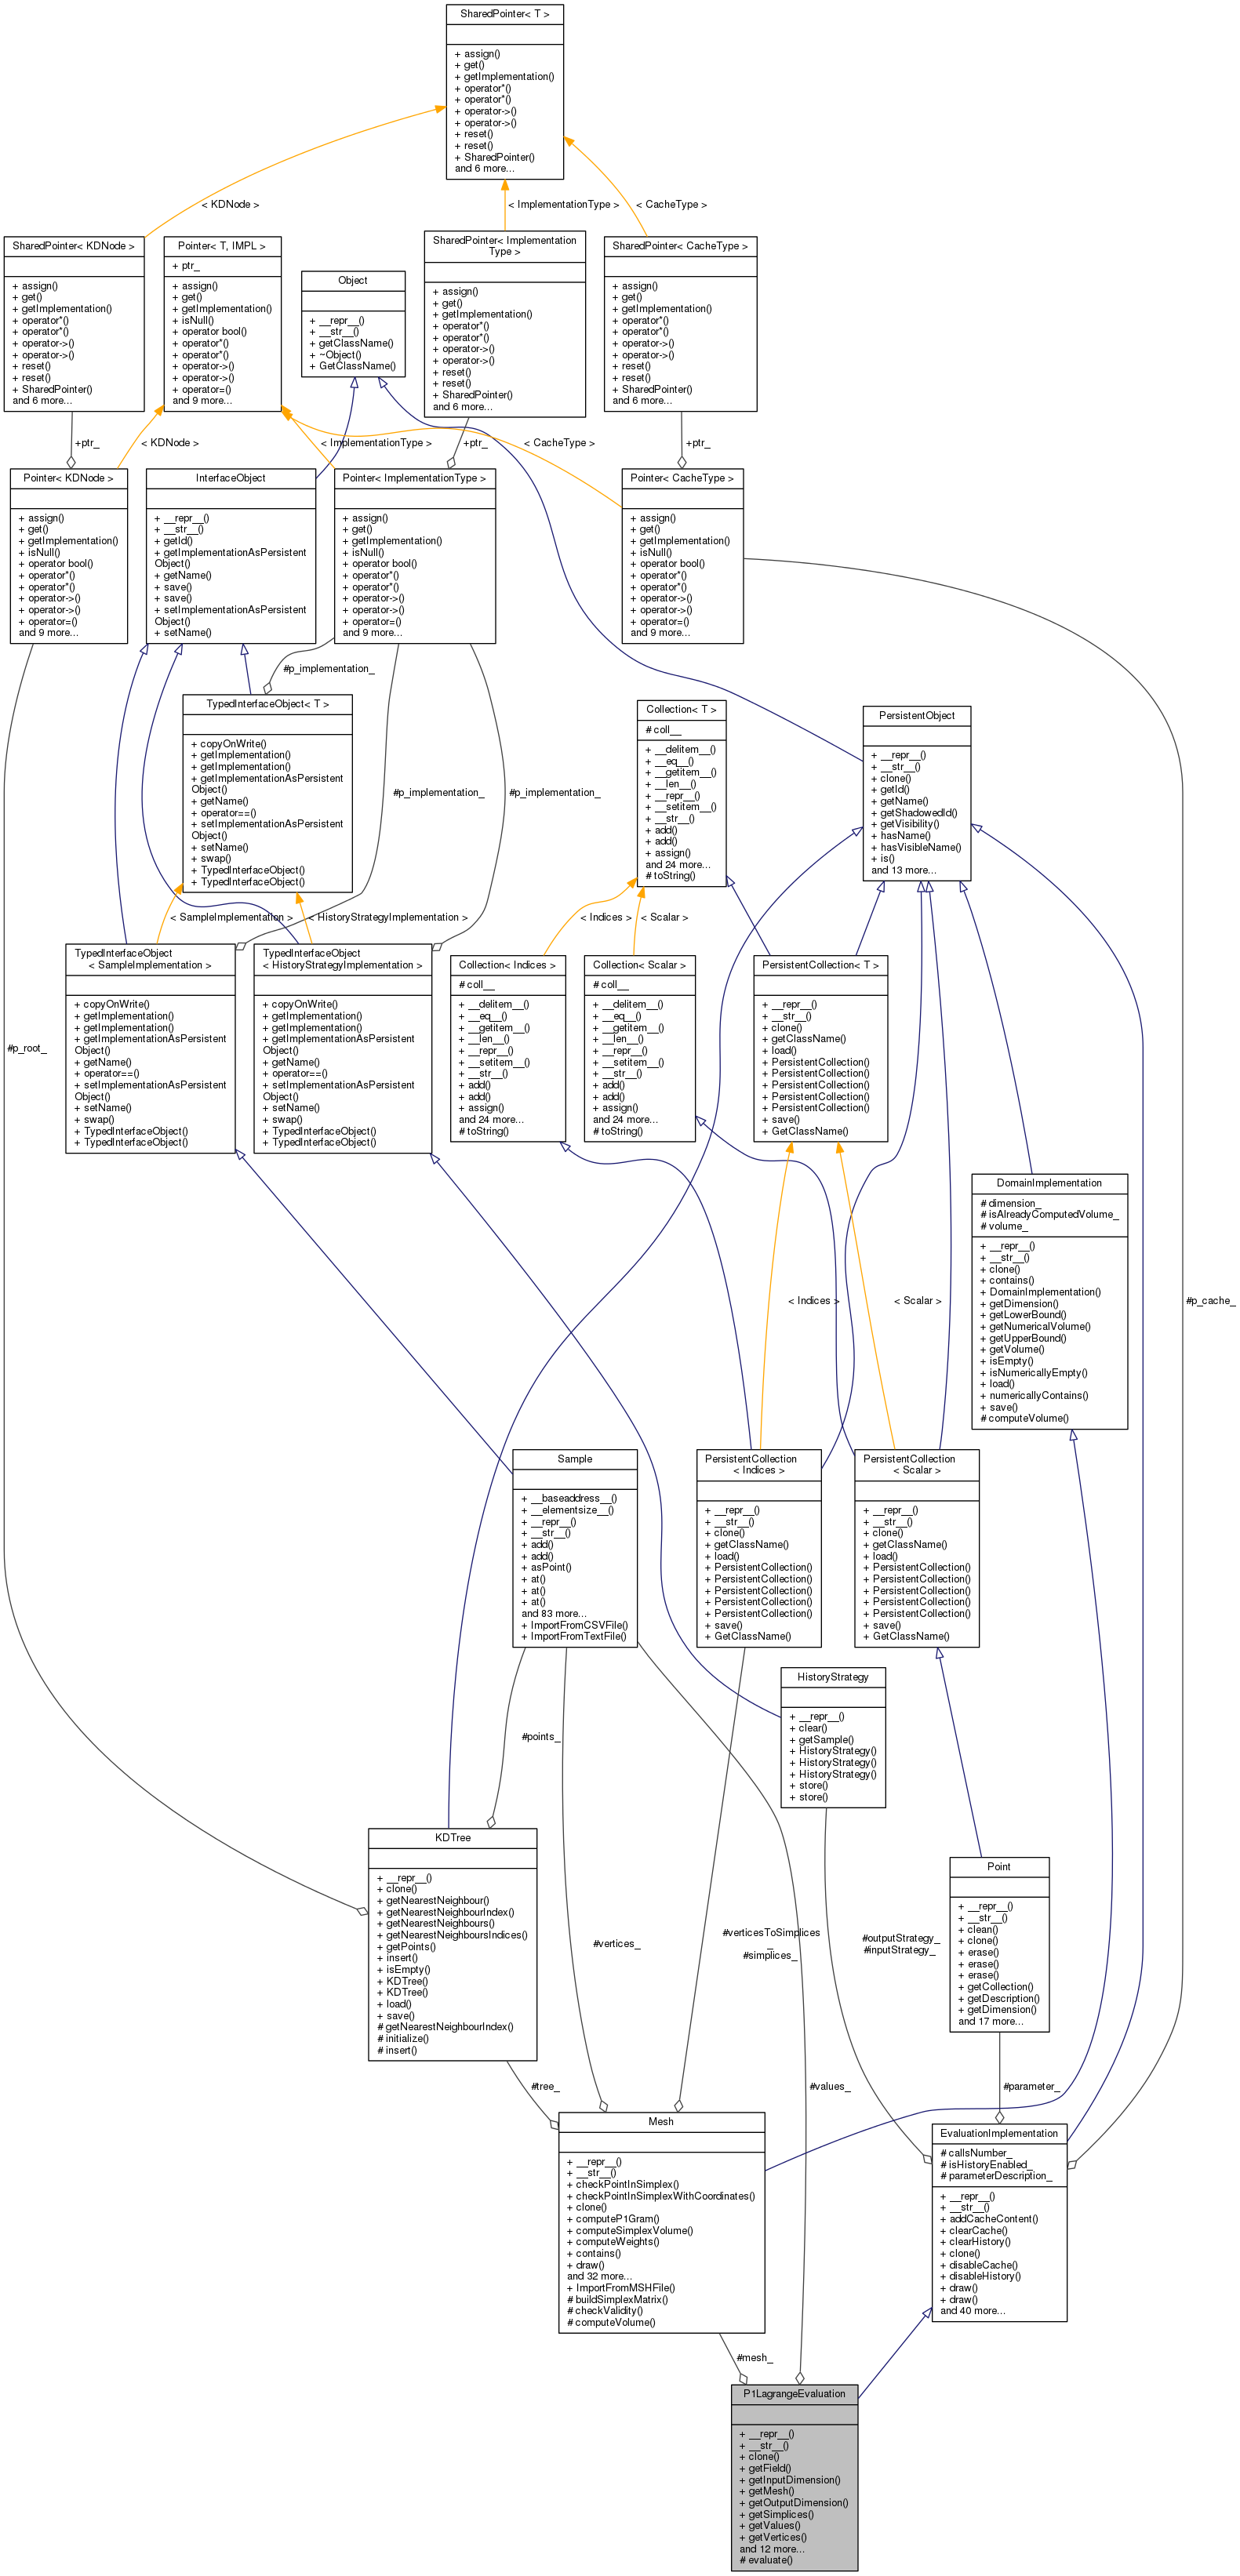 SharedPointer< T >
+ assign()
+ get()
+ getImplementation()
+ operator*()
+ operator*()
+ operator->()
+ operator->()
+ reset()
+ reset()
+ SharedPointer()
and 6 more...
< KDNode >
< ImplementationType >
< CacheType >
SharedPointer< KDNode >
+ assign()
+ get()
+ getImplementation()
+ operator*()
+ operator*()
+ operator->()
+ operator->()
+ reset()
+ reset()
+ SharedPointer()
and 6 more...
Pointer< T, IMPL >
+ ptr_
+ assign()
+ get()
+ getImplementation()
+ isNull()
+ operator bool()
+ operator*()
+ operator*()
+ operator->()
+ operator->()
+ operator=()
and 9 more...
Object
+ __repr__()
+ __str__()
+ getClassName()
+ ~Object()
+ GetClassName()
SharedPointer< Implementation
Type >
+ assign()
+ get()
+ getImplementation()
+ operator*()
+ operator*()
+ operator->()
+ operator->()
+ reset()
+ reset()
+ SharedPointer()
and 6 more...
SharedPointer< CacheType >
+ assign()
+ get()
+ getImplementation()
+ operator*()
+ operator*()
+ operator->()
+ operator->()
+ reset()
+ reset()
+ SharedPointer()
and 6 more...
+ptr_
< KDNode >
< ImplementationType >
+ptr_
< CacheType >
+ptr_
Pointer< KDNode >
+ assign()
+ get()
+ getImplementation()
+ isNull()
+ operator bool()
+ operator*()
+ operator*()
+ operator->()
+ operator->()
+ operator=()
and 9 more...
InterfaceObject
+ __repr__()
+ __str__()
+ getId()
+ getImplementationAsPersistent
Object()
+ getName()
+ save()
+ save()
+ setImplementationAsPersistent
Object()
+ setName()
Pointer< ImplementationType >
+ assign()
+ get()
+ getImplementation()
+ isNull()
+ operator bool()
+ operator*()
+ operator*()
+ operator->()
+ operator->()
+ operator=()
and 9 more...
Pointer< CacheType >
+ assign()
+ get()
+ getImplementation()
+ isNull()
+ operator bool()
+ operator*()
+ operator*()
+ operator->()
+ operator->()
+ operator=()
and 9 more...
#p_implementation_
TypedInterfaceObject< T >
+ copyOnWrite()
+ getImplementation()
+ getImplementation()
+ getImplementationAsPersistent
Object()
+ getName()
+ operator==()
+ setImplementationAsPersistent
Object()
+ setName()
+ swap()
+ TypedInterfaceObject()
+ TypedInterfaceObject()
#p_implementation_
#p_implementation_
Collection< T >
# coll__
+ __delitem__()
+ __eq__()
+ __getitem__()
+ __len__()
+ __repr__()
+ __setitem__()
+ __str__()
+ add()
+ add()
+ assign()
and 24 more...
# toString()
PersistentObject
+ __repr__()
+ __str__()
+ clone()
+ getId()
+ getName()
+ getShadowedId()
+ getVisibility()
+ hasName()
+ hasVisibleName()
+ is()
and 13 more...
< SampleImplementation >
< HistoryStrategyImplementation >
< Indices >
< Scalar >
TypedInterfaceObject
< SampleImplementation >
+ copyOnWrite()
+ getImplementation()
+ getImplementation()
+ getImplementationAsPersistent
Object()
+ getName()
+ operator==()
+ setImplementationAsPersistent
Object()
+ setName()
+ swap()
+ TypedInterfaceObject()
+ TypedInterfaceObject()
TypedInterfaceObject
< HistoryStrategyImplementation >
+ copyOnWrite()
+ getImplementation()
+ getImplementation()
+ getImplementationAsPersistent
Object()
+ getName()
+ operator==()
+ setImplementationAsPersistent
Object()
+ setName()
+ swap()
+ TypedInterfaceObject()
+ TypedInterfaceObject()
Collection< Indices >
# coll__
+ __delitem__()
+ __eq__()
+ __getitem__()
+ __len__()
+ __repr__()
+ __setitem__()
+ __str__()
+ add()
+ add()
+ assign()
and 24 more...
# toString()
Collection< Scalar >
# coll__
+ __delitem__()
+ __eq__()
+ __getitem__()
+ __len__()
+ __repr__()
+ __setitem__()
+ __str__()
+ add()
+ add()
+ assign()
and 24 more...
# toString()
PersistentCollection< T >
+ __repr__()
+ __str__()
+ clone()
+ getClassName()
+ load()
+ PersistentCollection()
+ PersistentCollection()
+ PersistentCollection()
+ PersistentCollection()
+ PersistentCollection()
+ save()
+ GetClassName()
#p_root_
DomainImplementation
# dimension_
# isAlreadyComputedVolume_
# volume_
+ __repr__()
+ __str__()
+ clone()
+ contains()
+ DomainImplementation()
+ getDimension()
+ getLowerBound()
+ getNumericalVolume()
+ getUpperBound()
+ getVolume()
+ isEmpty()
+ isNumericallyEmpty()
+ load()
+ numericallyContains()
+ save()
# computeVolume()
< Indices >
< Scalar >
#p_cache_
Sample
+ __baseaddress__()
+ __elementsize__()
+ __repr__()
+ __str__()
+ add()
+ add()
+ asPoint()
+ at()
+ at()
+ at()
and 83 more...
+ ImportFromCSVFile()
+ ImportFromTextFile()
PersistentCollection
< Indices >
+ __repr__()
+ __str__()
+ clone()
+ getClassName()
+ load()
+ PersistentCollection()
+ PersistentCollection()
+ PersistentCollection()
+ PersistentCollection()
+ PersistentCollection()
+ save()
+ GetClassName()
PersistentCollection
< Scalar >
+ __repr__()
+ __str__()
+ clone()
+ getClassName()
+ load()
+ PersistentCollection()
+ PersistentCollection()
+ PersistentCollection()
+ PersistentCollection()
+ PersistentCollection()
+ save()
+ GetClassName()
HistoryStrategy
+ __repr__()
+ clear()
+ getSample()
+ HistoryStrategy()
+ HistoryStrategy()
+ HistoryStrategy()
+ store()
+ store()
#points_
KDTree
+ __repr__()
+ clone()
+ getNearestNeighbour()
+ getNearestNeighbourIndex()
+ getNearestNeighbours()
+ getNearestNeighboursIndices()
+ getPoints()
+ insert()
+ isEmpty()
+ KDTree()
+ KDTree()
+ load()
+ save()
# getNearestNeighbourIndex()
# initialize()
# insert()
Point
+ __repr__()
+ __str__()
+ clean()
+ clone()
+ erase()
+ erase()
+ erase()
+ getCollection()
+ getDescription()
+ getDimension()
and 17 more...
#vertices_
#verticesToSimplices
_
#simplices_
#outputStrategy_
#inputStrategy_
#tree_
#values_
#parameter_
Mesh
+ __repr__()
+ __str__()
+ checkPointInSimplex()
+ checkPointInSimplexWithCoordinates()
+ clone()
+ computeP1Gram()
+ computeSimplexVolume()
+ computeWeights()
+ contains()
+ draw()
and 32 more...
+ ImportFromMSHFile()
# buildSimplexMatrix()
# checkValidity()
# computeVolume()
EvaluationImplementation
# callsNumber_
# isHistoryEnabled_
# parameterDescription_
+ __repr__()
+ __str__()
+ addCacheContent()
+ clearCache()
+ clearHistory()
+ clone()
+ disableCache()
+ disableHistory()
+ draw()
+ draw()
and 40 more...
#mesh_
P1LagrangeEvaluation
+ __repr__()
+ __str__()
+ clone()
+ getField()
+ getInputDimension()
+ getMesh()
+ getOutputDimension()
+ getSimplices()
+ getValues()
+ getVertices()
and 12 more...
# evaluate()